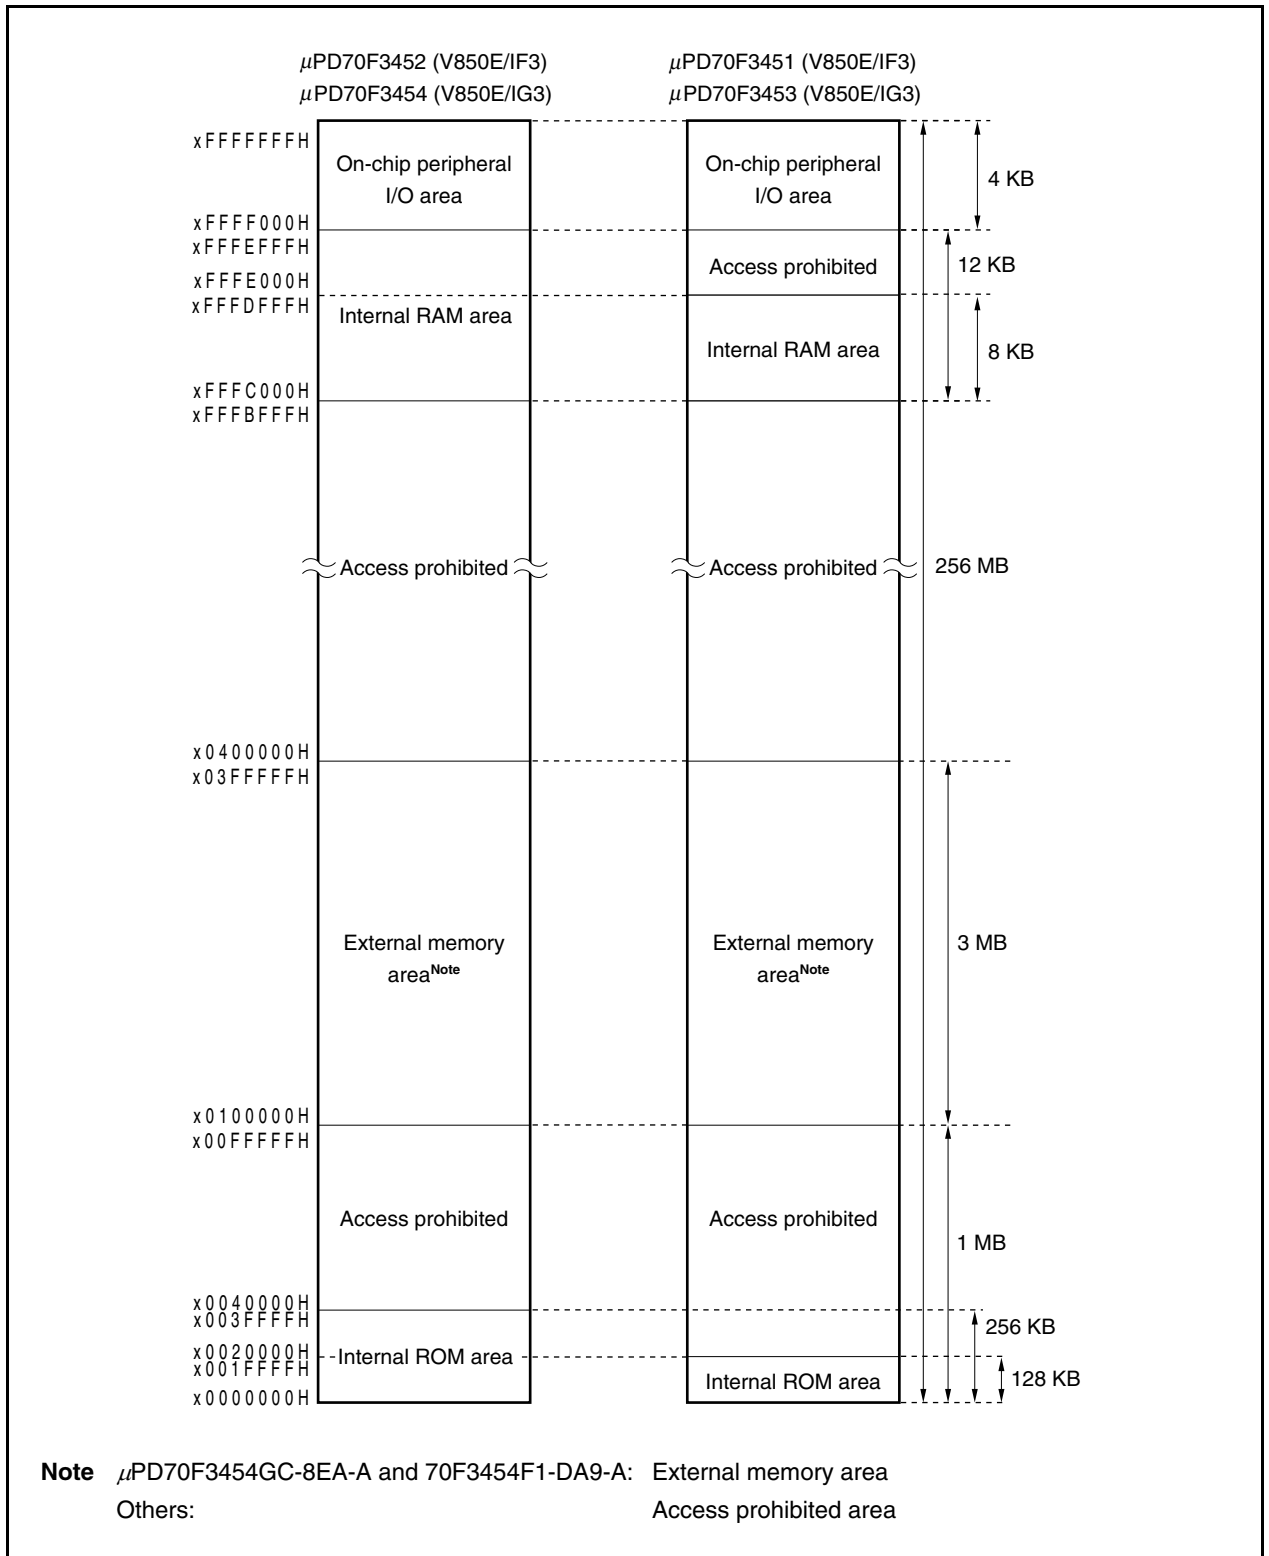 μPD70F3452 (V850E/IF3)
μPD70F3454 (V850E/IG3)
μPD70F3451 (V850E/IF3)
μPD70F3453 (V850E/IG3)
xFFFFFFFH
On-chip peripheral
I/O area
On-chip peripheral
I/O area
4 KB
xFFFF000H
xFFFEFFFH
Access prohibited
12 KB
xFFFE000H
xFFFDFFFH
Internal RAM area
Internal RAM area
8 KB
xFFFC000H
xFFFBFFFH
Access prohibited
Access prohibited
256 MB
x0400000H
x03FFFFFH
External memory
areaNote
External memory
areaNote
3 MB
x0100000H
x00FFFFFH
Access prohibited
Access prohibited
1 MB
x0040000H
x003FFFFH
256 KB
x0020000H
x001FFFFH
Internal ROM area
Internal ROM area
128 KB
x0000000H
Note μPD70F3454GC-8EA-A and 70F3454F1-DA9-A: External memory area
Others: Access prohibited area